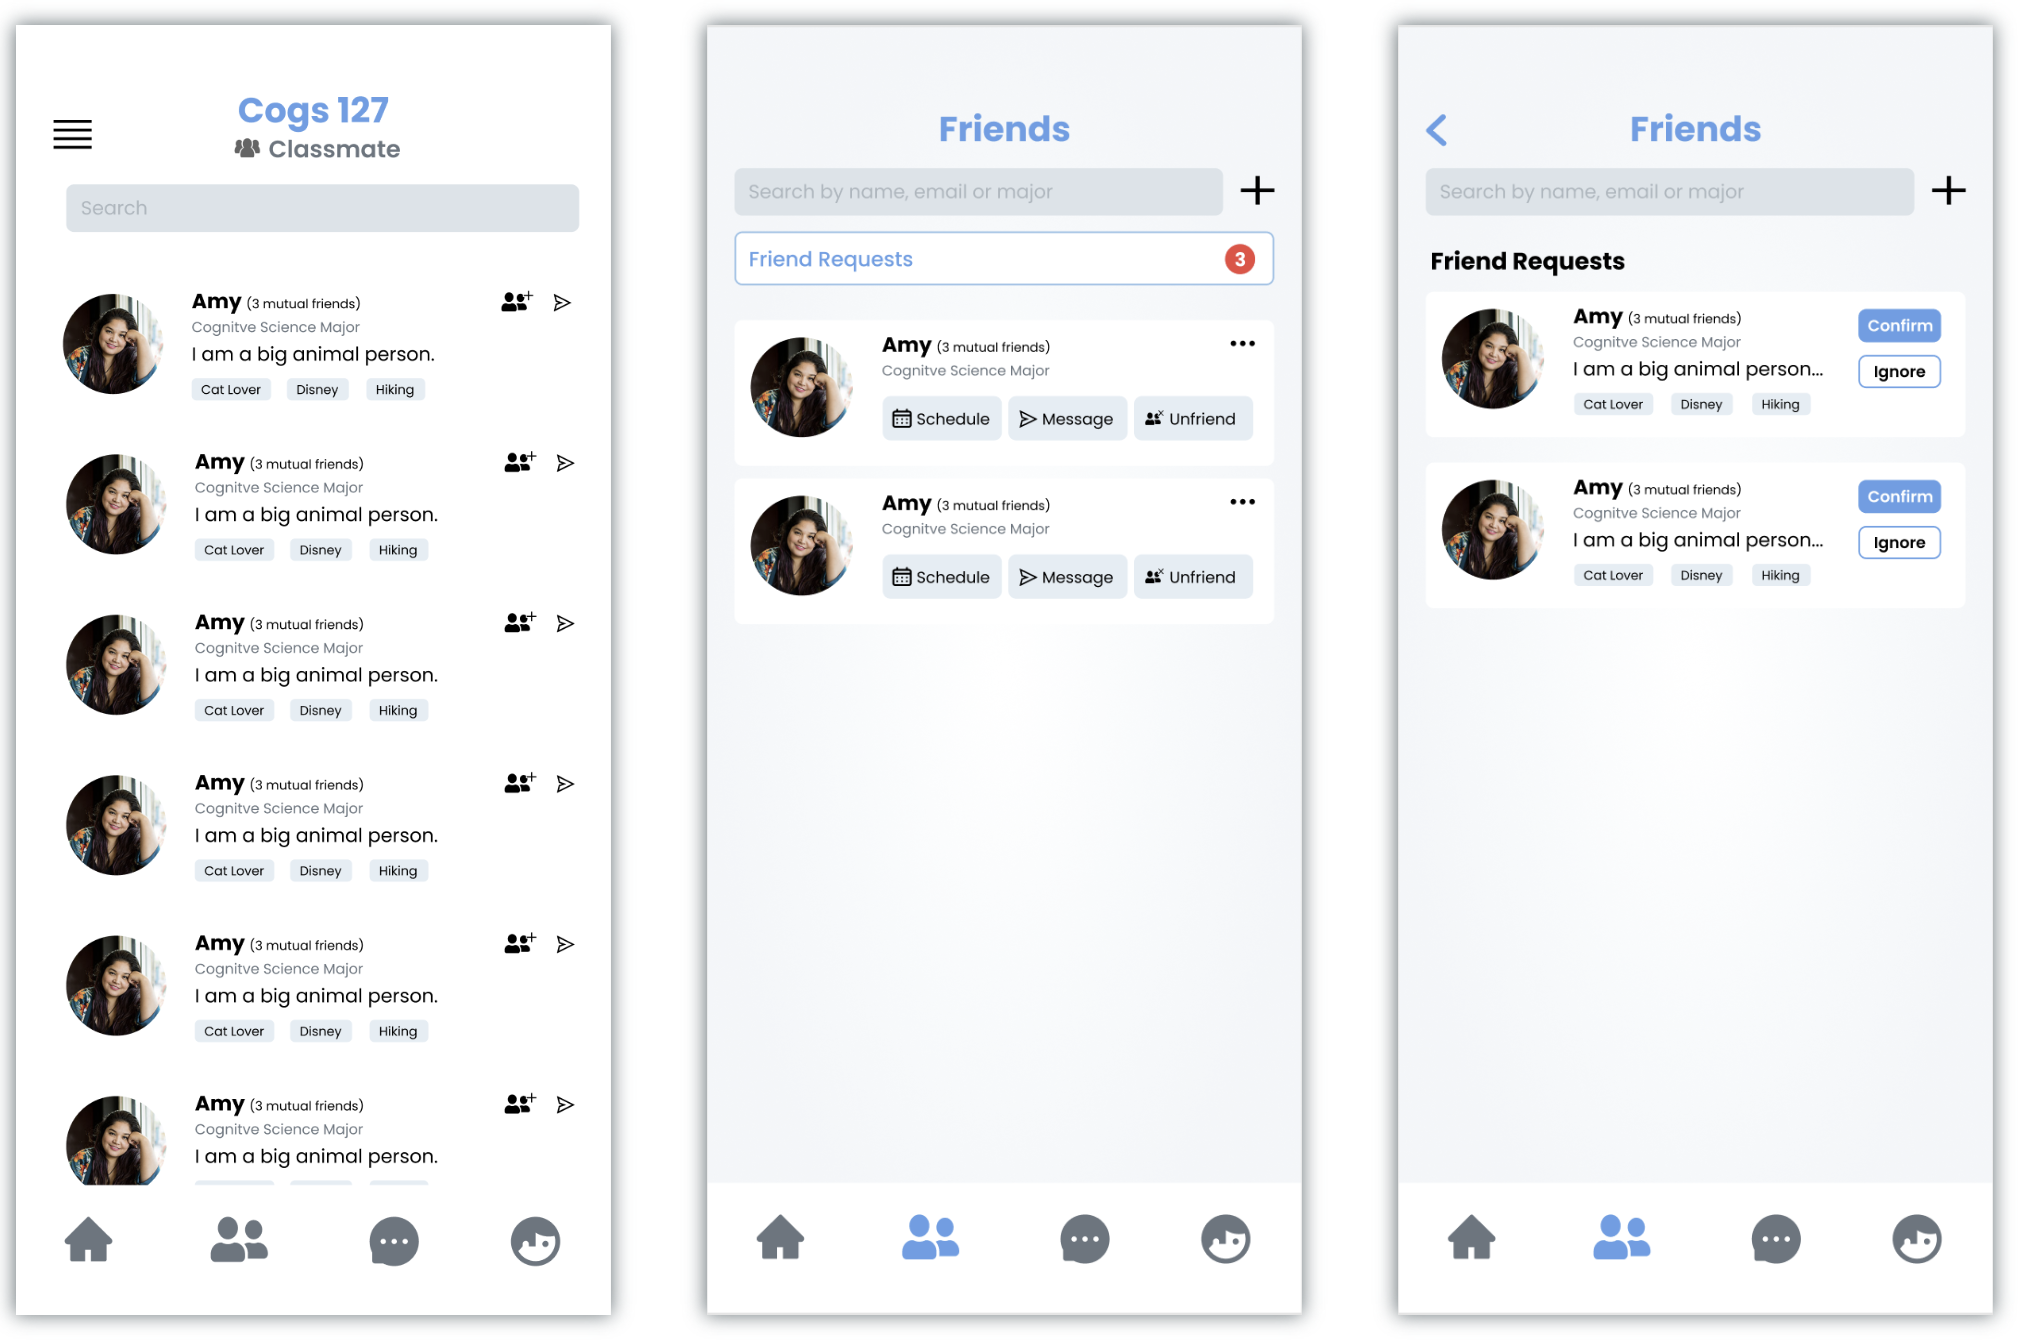 Cogs 127
Classmate
Search
Amy (3 mutual friends)
Cognitve Science Major
I am a big animal person.
Cat Lover Disney Hiking
Amy (3 mutual friends)
Cognitve Science Major
I am a big animal person.
Cat Lover Disney Hiking
Amy (3 mutual friends)
Cognitve Science Major
I am a big animal person.
Cat Lover Disney Hiking
Amy (3 mutual friends)
Cognitve Science Major
I am a big animal person.
Cat Lover Disney Hiking
Amy (3 mutual friends)
Cognitve Science Major
I am a big animal person.
Cat Lover Disney Hiking
Amy (3 mutual friends)
Cognitve Science Major
I am a big animal person.
Friends
Search by name, email or major
Friend Requests 3
Amy (3 mutual friends)
Cognitve Science Major
Schedule Message Unfriend
Amy (3 mutual friends)
Cognitve Science Major
Schedule Message Unfriend
Friends
Search by name, email or major
Friend Requests
Amy (3 mutual friends)
Confirm
Cognitve Science Major
I am a big animal person...
Ignore
Cat Lover Disney Hiking
Amy (3 mutual friends)
Confirm
Cognitve Science Major
I am a big animal person...
Ignore
Cat Lover Disney Hiking